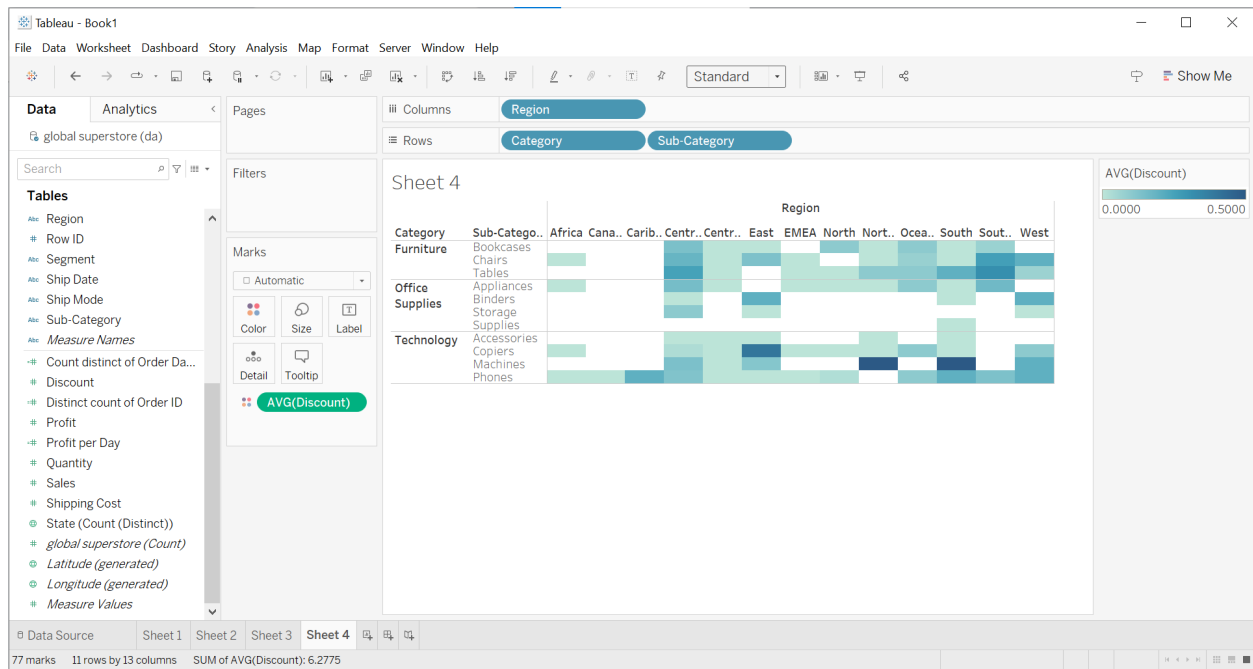 Tableau - Book1
File Data Worksheet Dashboard Story Analysis Map Format Server Window Help
Standard
Show Me
Data Analytics
Pages
iii Columns Region
global superstore (da)
Rows Category Sub-Category
Search
Filters
Sheet 4
AVG(Discount)
Tables
0.0000 0.5000
Region
Abc Region
# Row ID
Abc Segment
Abc Ship Date
Abc Ship Mode
Abc Sub-Category
Abc Measure Names
=# Count distinct of Order Da...
# Discount
=# Distinct count of Order ID
# Profit
=# Profit per Day
# Quantity
# Sales
# Shipping Cost
State (Count (Distinct))
# global superstore (Count)
Latitude (generated)
Longitude (generated)
# Measure Values
Marks
Automatic
Color Size Label
Detail Tooltip
AVG(Discount)
Category Sub-Catego.. Africa Cana.. Carib.. Centr.. Centr.. East EMEA North Nort.. Ocea.. South Sout.. West
Furniture Bookcases
Chairs
Tables
Office Supplies Appliances
Binders
Storage
Supplies
Technology Accessories
Copiers
Machines
Phones
Data Source Sheet 1 Sheet 2 Sheet 3 Sheet 4
77 marks 11 rows by 13 columns SUM of AVG(Discount): 6.2775